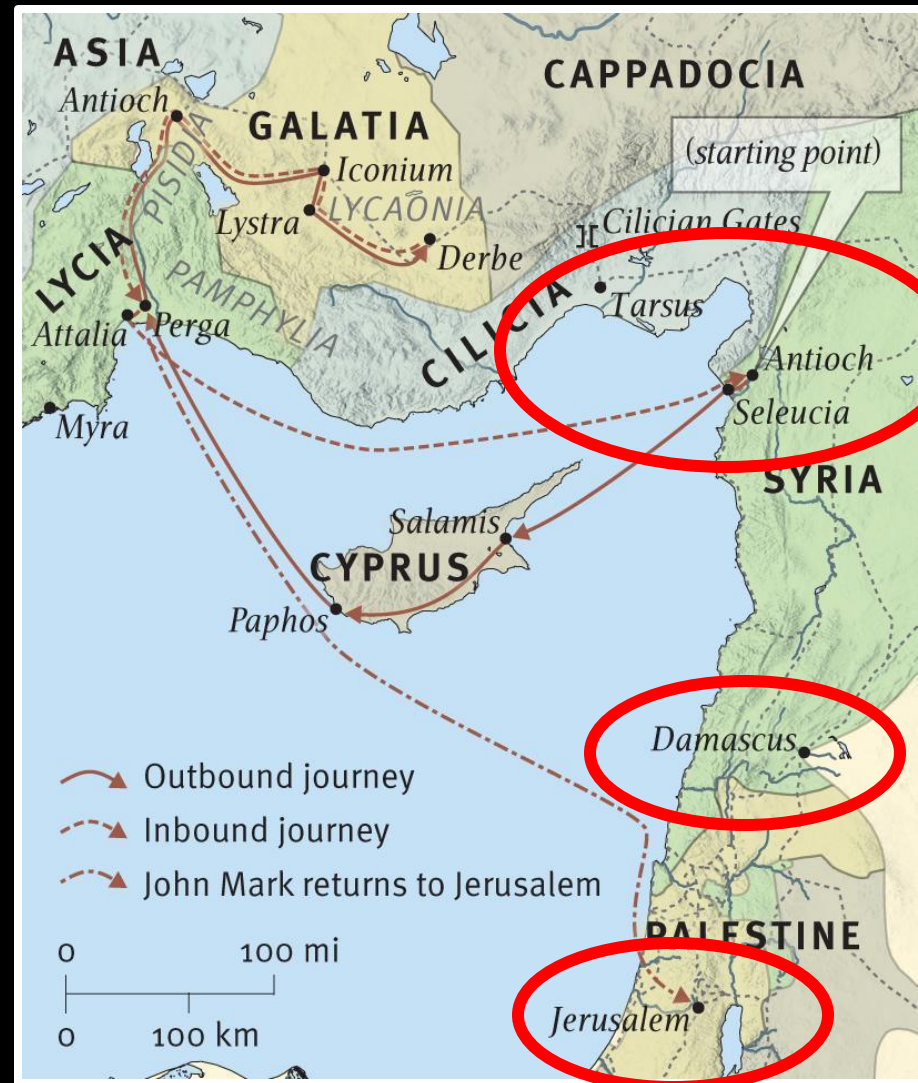 ASIA
CAPPADOCIA
Antioch
GALATIA
(starting point)
PISIDIA
Iconium
LYCAONIA
Lystra
Cilician Gates
LYCIA
Derbe
PAMPHYLIA
CILICIA
Tarsus
Attalia
Perga
Antioch
Seleucia
Myra
SYRIA
Salamis
CYPRUS
Paphos
Damascus
Outbound journey
Inbound journey
John Mark returns to Jerusalem
PALESTINE
0 100 mi
Jerusalem
0 100 km